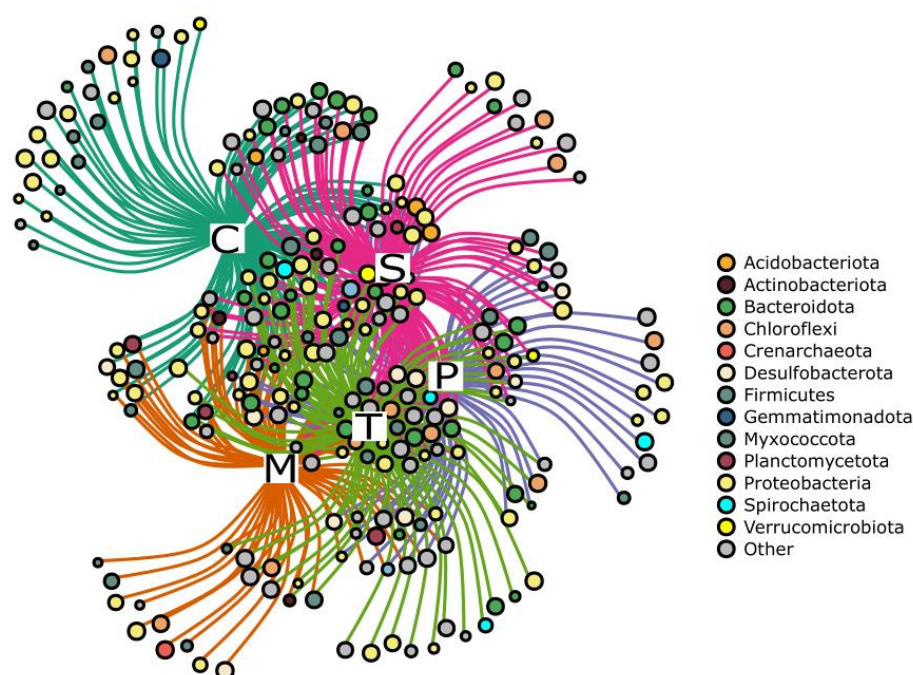 C
S
P
T
M
Acidobacteriota
Actinobacteriota
Bacteroidota
Chloroflexi
Crenarchaeota
Desulfobacterota
Firmicutes
Gemmatimonadota
Myxococcota
Planctomycetota
Proteobacteria
Spirochaetota
Verrucomicrobiota
Other